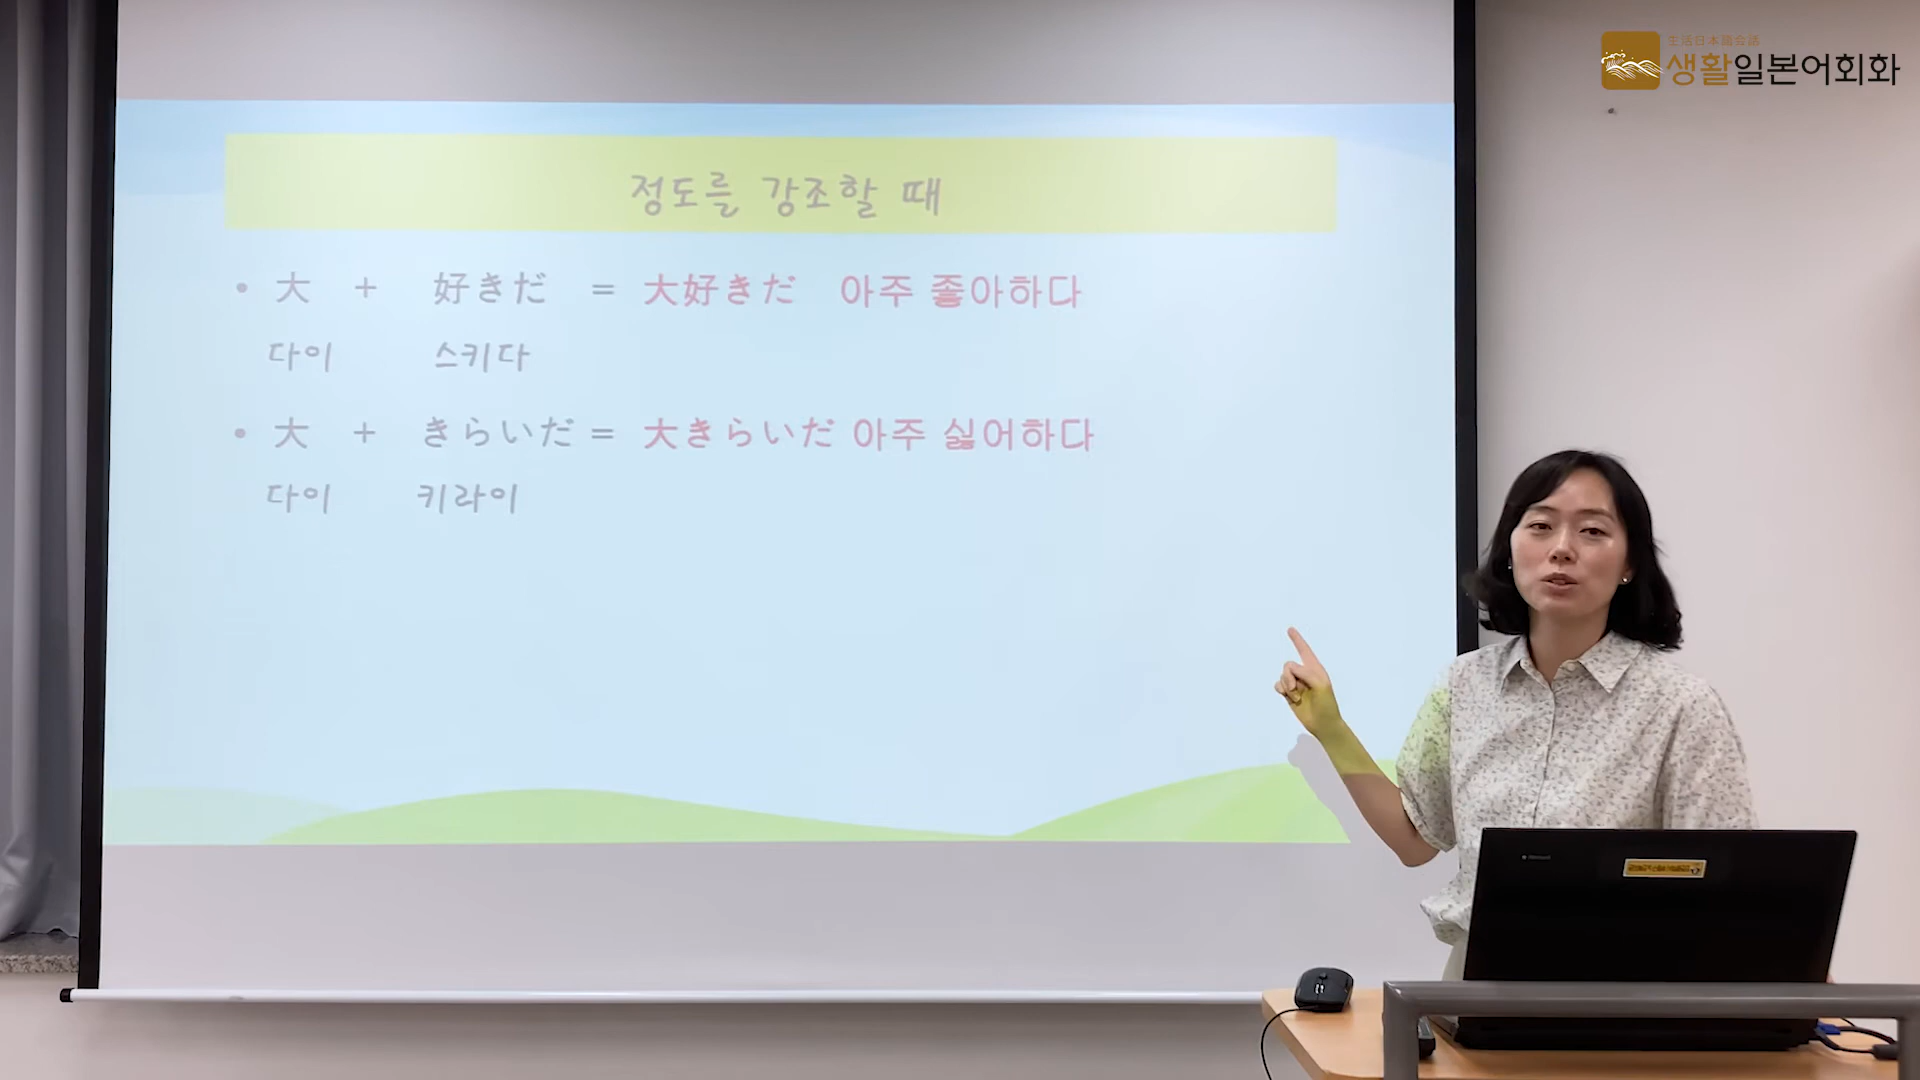 生活日本語会話
생활일본어회화
정도를 강조할 때
• 大 + 好きだ = 大好きだ 아주 좋아하다
다이 스키다
• 大 + きらいだ = 大きらいだ 아주 싫어하다
다이 키라이